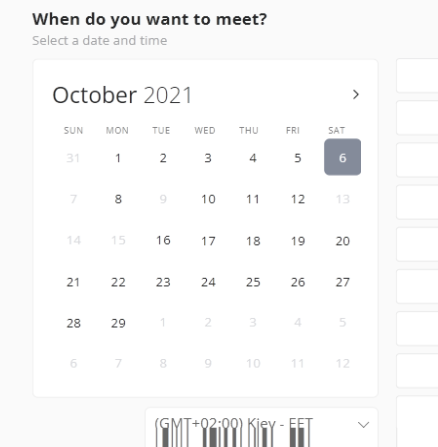 When do you want to meet?
Select a date and time
October 2021
SUN MON TUE WED THU FRI SAT
31 1 2 3 4 5 6
7 8 9 10 11 12 13
14 15 16 17 18 19 20
21 22 23 24 25 26 27
28 29 1 2 3 4 5
6 7 8 9 10 11 12
(GMT+02:00) Kiev - EET